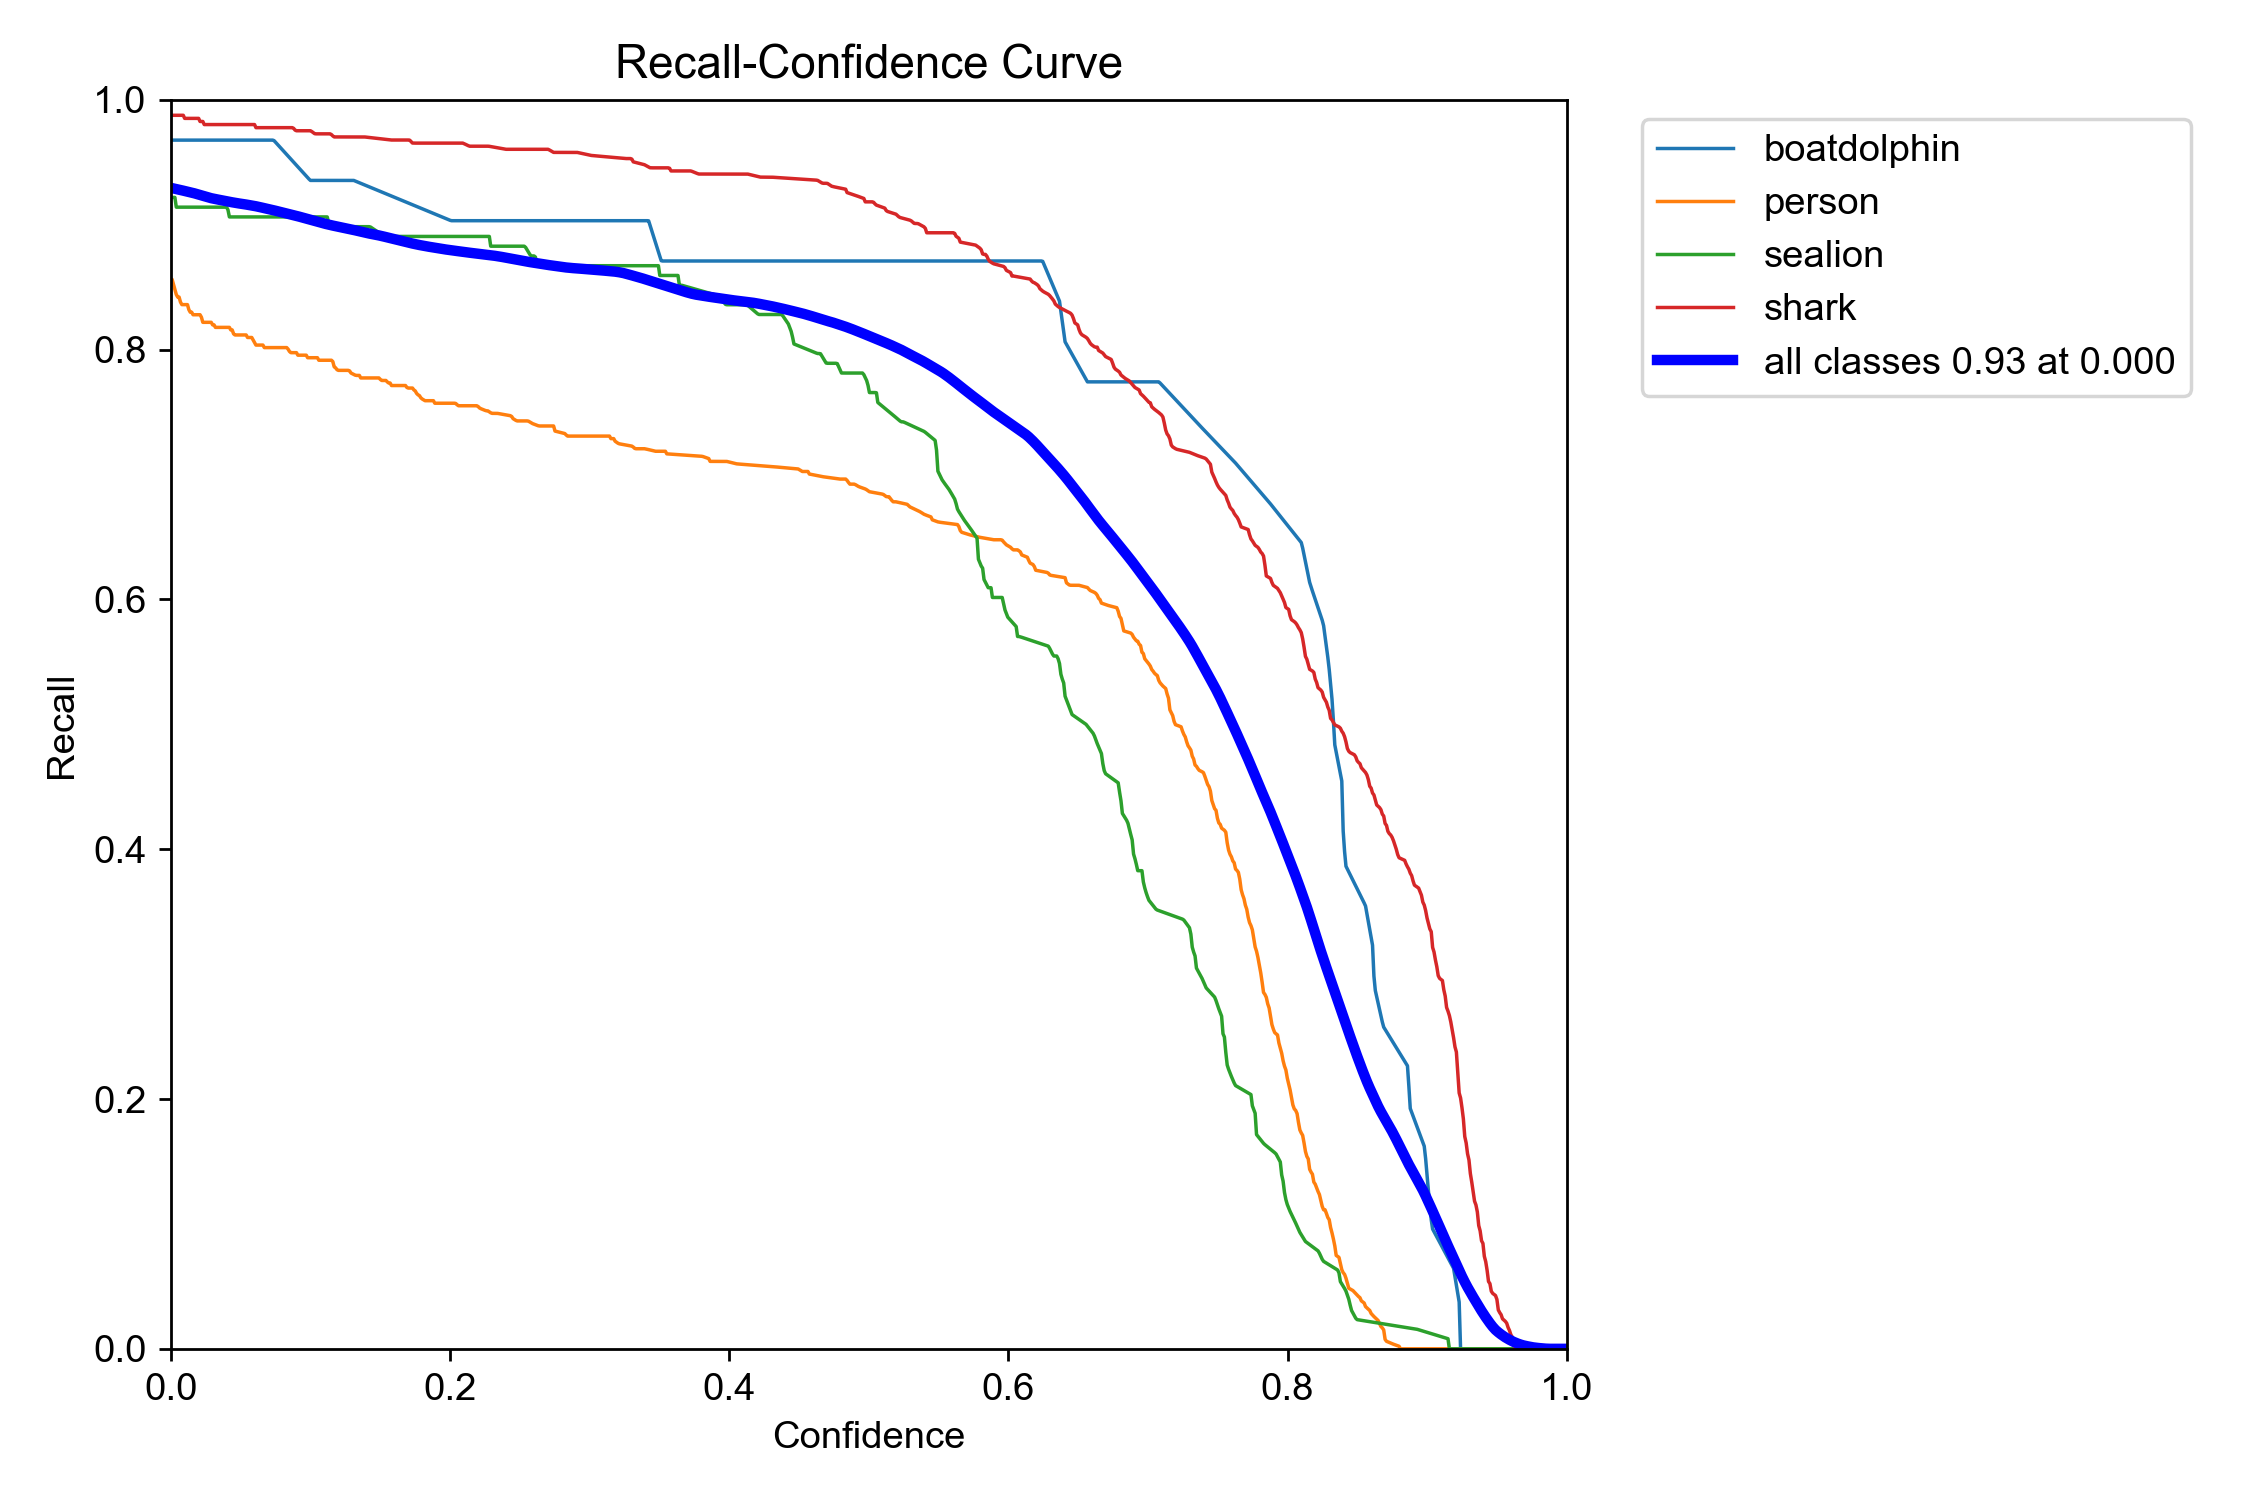 Recall-Confidence Curve
1.0
0.8
0.6
0.4
0.2
0.0
Recall
0.0 0.2 0.4 0.6 0.8 1.0
Confidence
boatdolphin
person
sealion
shark
all classes 0.93 at 0.000